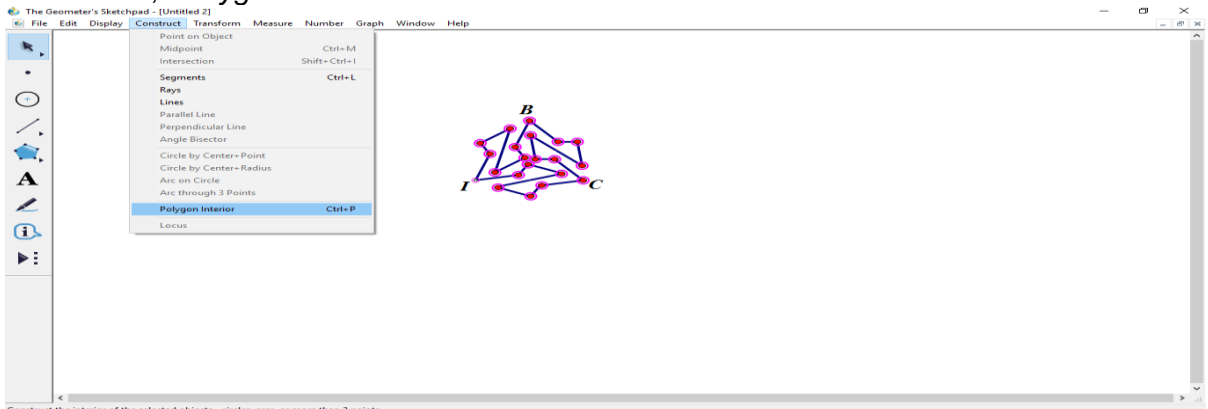 The Geometer's Sketchpad - [Untitled 2]
File Edit Display Construct Transform Measure Number Graph Window Help
Point on Object
Midpoint Ctrl+M
Intersection Shift+Ctrl+I
Segments Ctrl+L
Rays
Lines
Parallel Line
Perpendicular Line
Angle Bisector
Circle by Center+Point
Circle by Center+Radius
Arc on Circle
Arc through 3 Points
Polygon Interior Ctrl+P
Locus
B
I
C
A